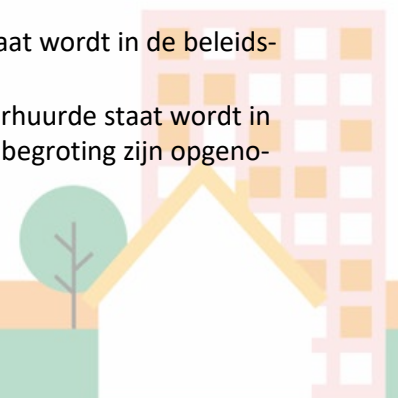 aat wordt in de beleids-
rhuurde staat wordt in
begroting zijn opgeno-